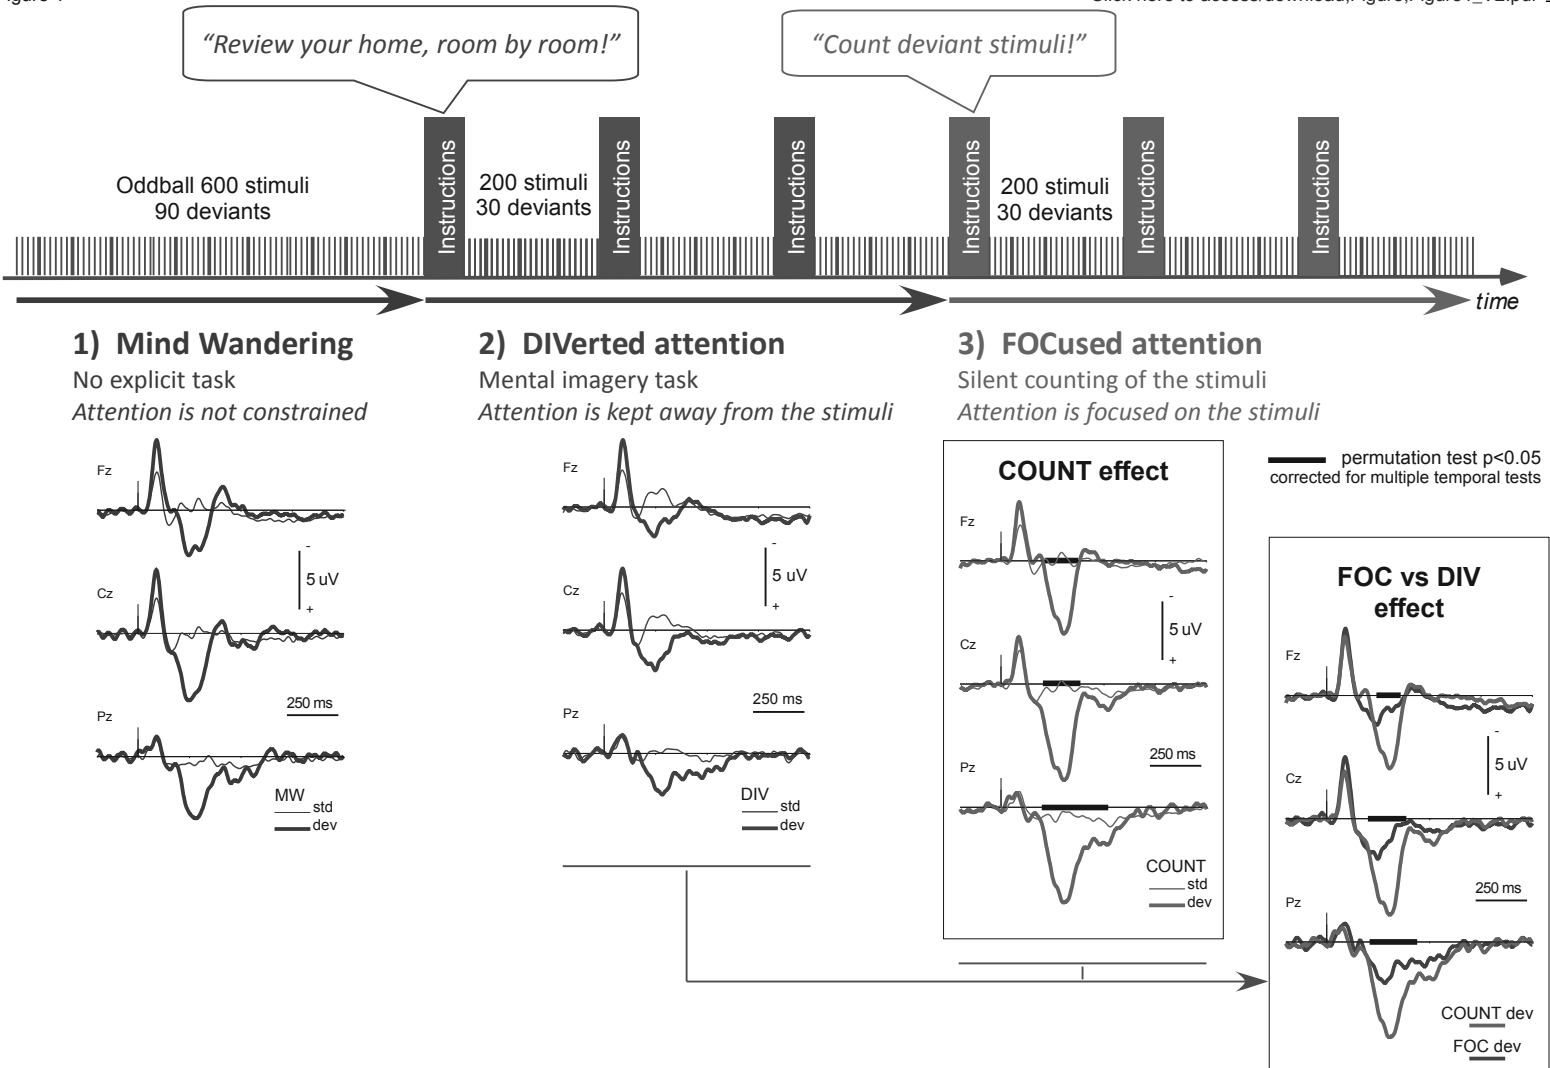 “Review your home, room by room!”
“Count deviant stimuli!”
Oddball 600 stimuli
90 deviants
Instructions
200 stimuli
30 deviants
Instructions
Instructions
Instructions
200 stimuli
30 deviants
Instructions
Instructions
time
1) Mind Wandering
No explicit task
Attention is not constrained
2) DIVerted attention
Mental imagery task
Attention is kept away from the stimuli
3) FOCused attention
Silent counting of the stimuli
Attention is focused on the stimuli
Fz
-
5 uV
+
Cz
250 ms
Pz
MW
std
dev
Fz
-
5 uV
+
Cz
250 ms
Pz
DIV
std
dev
COUNT effect
Fz
-
5 uV
+
Cz
250 ms
Pz
COUNT
std
dev
permutation test p<0.05
corrected for multiple temporal tests
FOC vs DIV
effect
Fz
-
5 uV
+
Cz
250 ms
Pz
COUNT dev
FOC dev